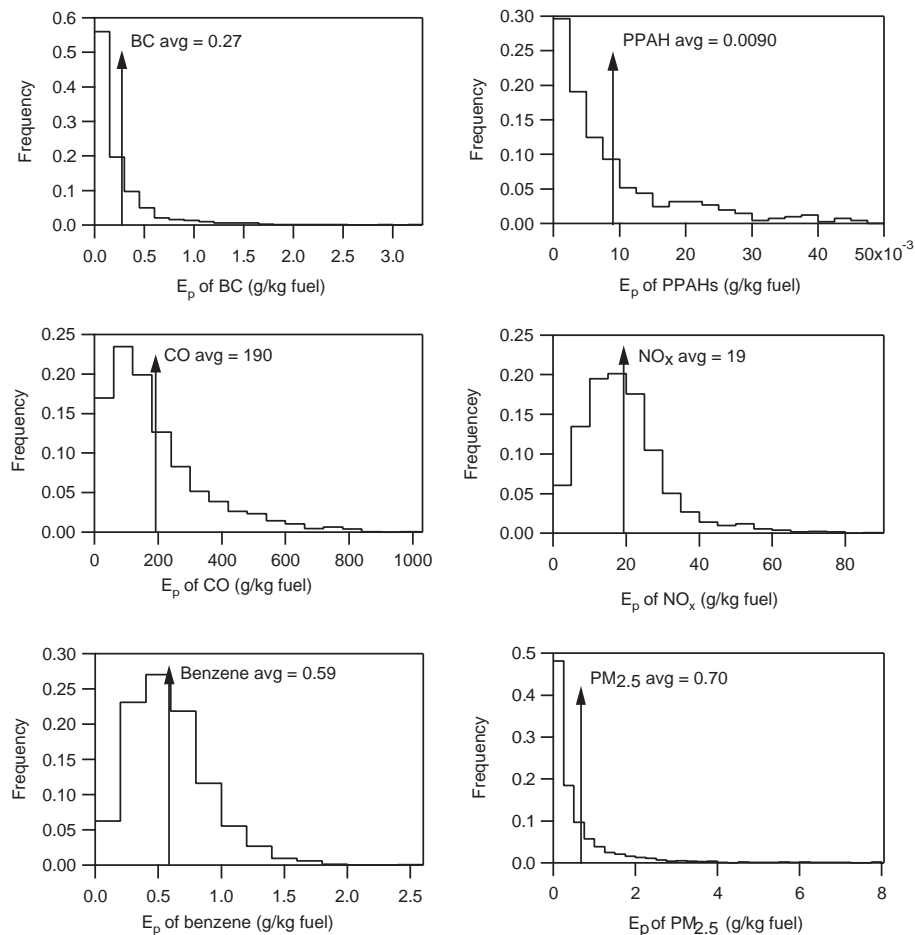 BC avg = 0.27
Frequency
0.6
0.5
0.4
0.3
0.2
0.1
0.0
0.0 0.5 1.0 1.5 2.0 2.5 3.0
Ep of BC (g/kg fuel)
PPAH avg = 0.0090
Frequency
0.30
0.25
0.20
0.15
0.10
0.05
0.00
0 10 20 30 40 50x10-3
Ep of PPAHs (g/kg fuel)
CO avg = 190
Frequency
0.25
0.20
0.15
0.10
0.05
0.00
0 200 400 600 800 1000
Ep of CO (g/kg fuel)
NOx avg = 19
Frequencey
0.25
0.20
0.15
0.10
0.05
0.00
0 20 40 60 80
Ep of NOx (g/kg fuel)
Benzene avg = 0.59
Frequency
0.30
0.25
0.20
0.15
0.10
0.05
0.00
0.0 0.5 1.0 1.5 2.0 2.5
Ep of benzene (g/kg fuel)
PM2.5 avg = 0.70
Frequency
0.5
0.4
0.3
0.2
0.1
0.0
0 2 4 6 8
Ep of PM2.5 (g/kg fuel)